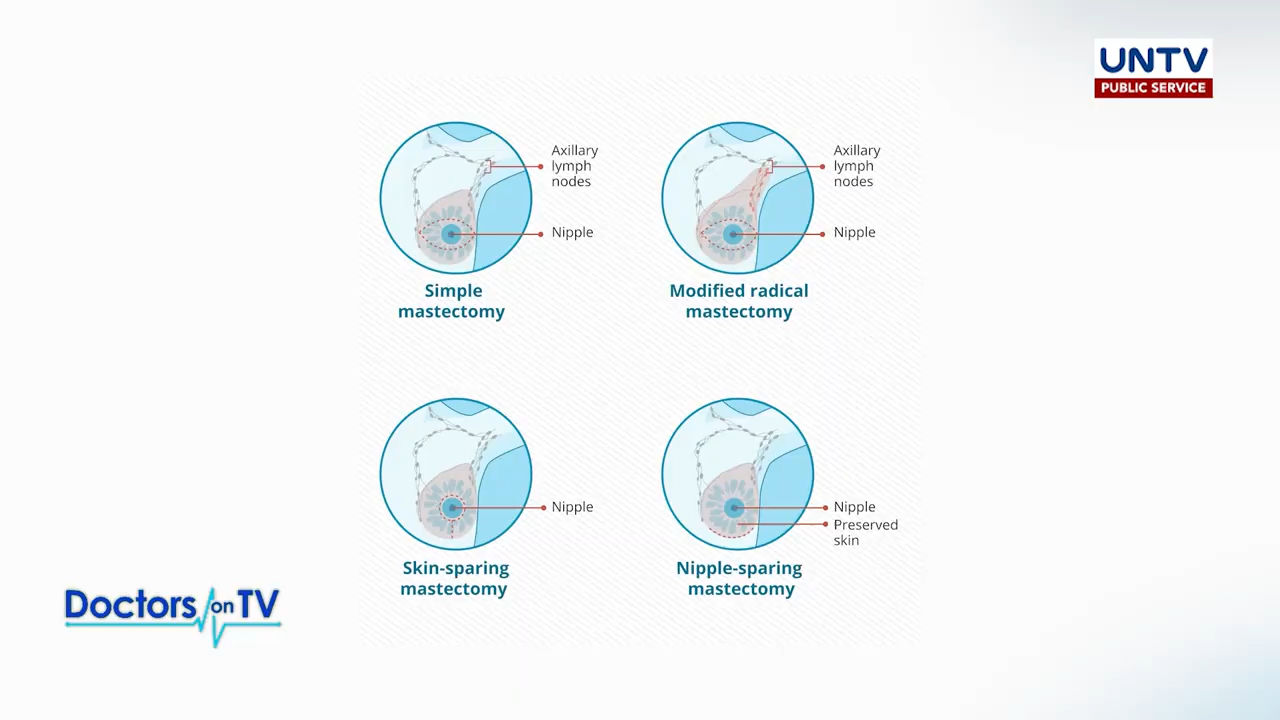 UNTV
PUBLIC SERVICE
Axillary
lymph
nodes
Nipple
Simple
mastectomy
Axillary
lymph
nodes
Nipple
Modified radical
mastectomy
Nipple
Skin-sparing
mastectomy
Nipple
Preserved
skin
Nipple-sparing
mastectomy
Doctors on TV